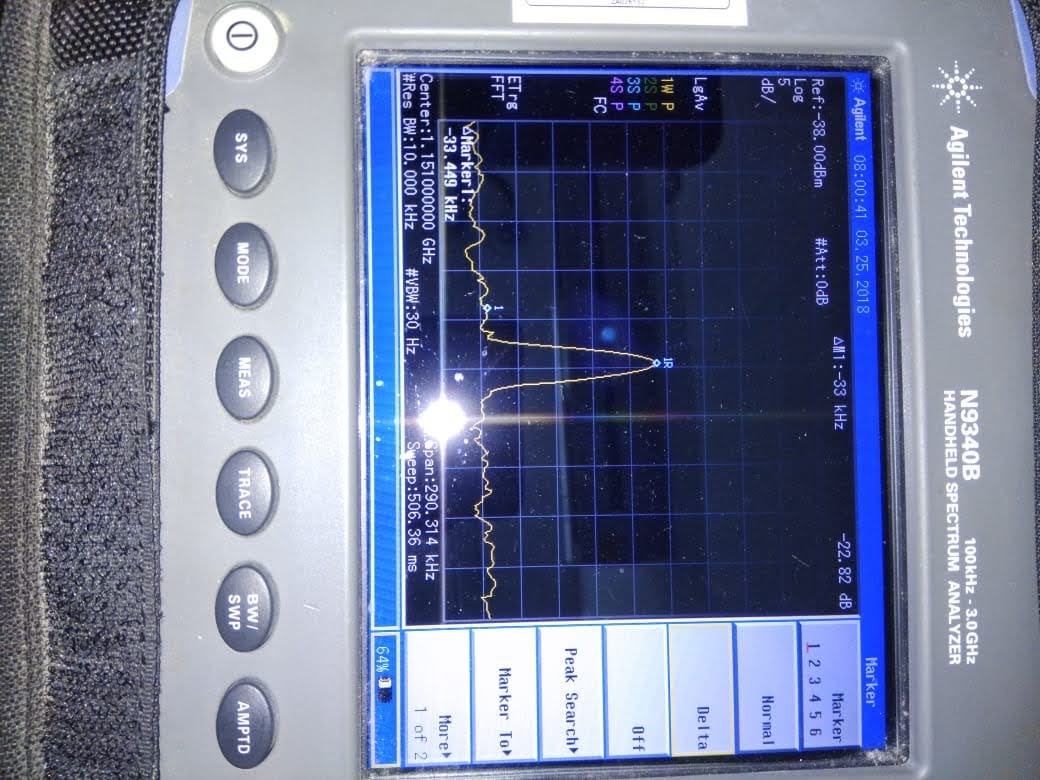 Agilent Technologies
N9340B 100kHz - 3.0GHz
HANDHELD SPECTRUM ANALYZER
Agilent 08:00:41 03.25.2018
Marker
Ref:-38.00dBm #Att:0dB ΔM1:-33 kHz -22.82 dB
Log
5
dB/
LgAv
1W P
2S P
3S P
4S P
FC
ETrg
FFT
1R
1
ΔMarker1:
-33.449 kHz
Center:1.151000000 GHz Span:290.314 kHz
#Res BW:10.000 kHz #VBW:30 Hz Sweep:506.36 ms
Marker
1 2 3 4 5 6
Normal
Delta
Off
Peak Search
Marker To
More
1 of 2
64%
SYS
MODE
MEAS
TRACE
BW/
SWP
AMPTD